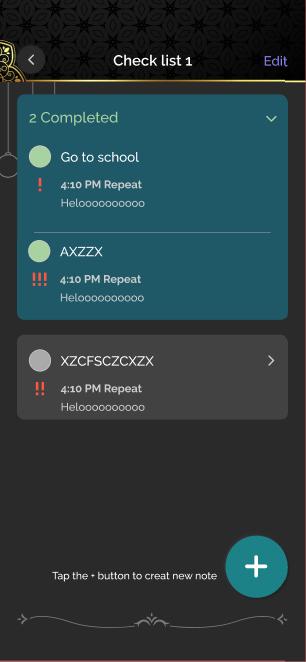 Check list 1
Edit
2 Completed
Go to school
! 4:10 PM Repeat
Heloooooooooo
AXZZX
!!! 4:10 PM Repeat
Heloooooooooo
XZCFSCZCXZX
!! 4:10 PM Repeat
Heloooooooooo
Tap the + button to creat new note